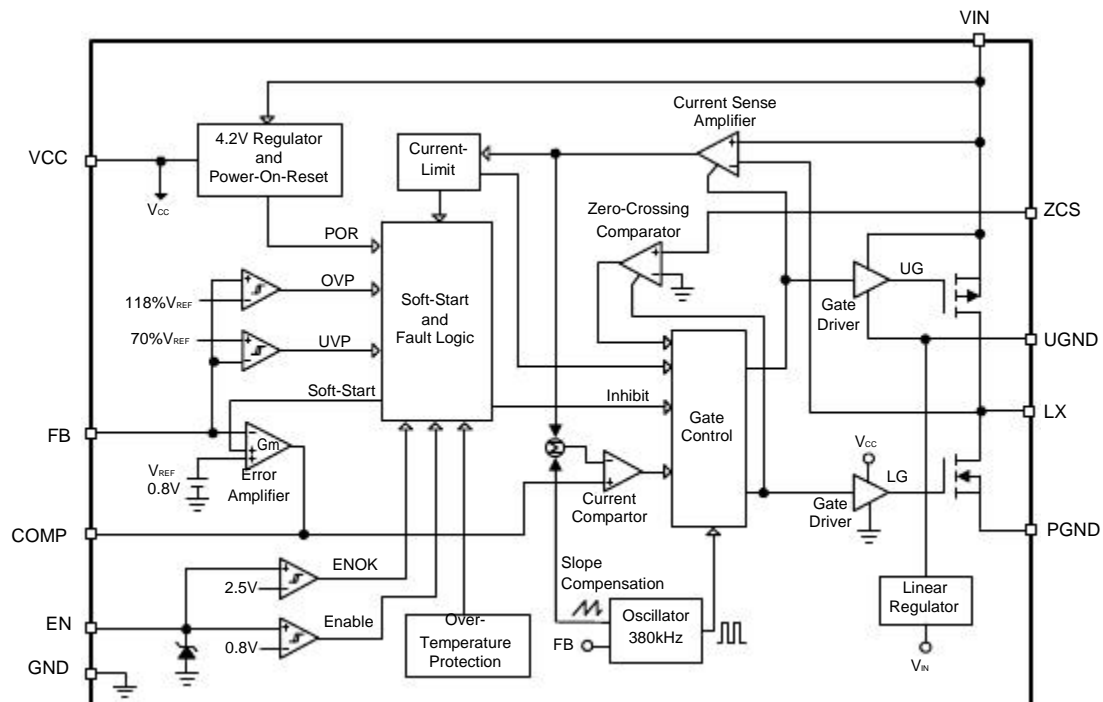 VIN
Current Sense
Amplifier
4.2V Regulator
and
Power-On-Reset
Current-
Limit
VCC
VCC
ZCS
Zero-Crossing
Comparator
POR
OVP
UG
118%VREF
Soft-Start
and
Fault Logic
Gate
Driver
70%VREF
UVP
UGND
Soft-Start
Inhibit
LX
FB
Gm
Gate
Control
VCC
VREF
0.8V
Error
Amplifier
Σ
Current
Compartor
LG
Gate
Driver
COMP
PGND
ENOK
2.5V
Slope
Compensation
Linear
Regulator
EN
Enable
0.8V
Over-
Temperature
Protection
Oscillator
380kHz
FB
VIN
GND